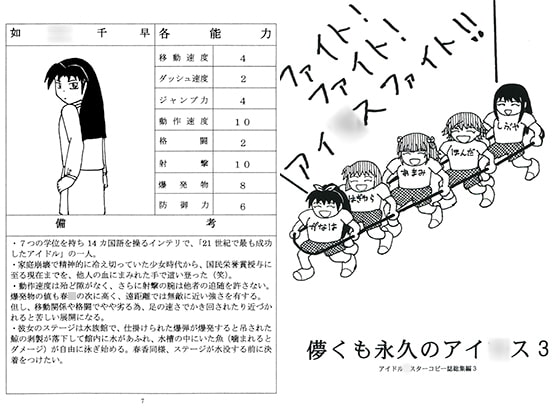 如 千早
各能力
移動速度 4
ダッシュ速度 2
ジャンプ力 4
動作速度 10
格闘 2
射撃 10
爆発物 8
防御力 6
備考
・７つの学位を持ち14カ国語を操るインテリで、「21世紀で最も成功
したアイドル」の一人。
・家庭崩壊で精神的に冷え切っていた少女時代から、国民栄誉賞授与に
至る現在までを、他人の血にまみれた手で這い登った（笑）。
・動作速度は殆ど隙がなく、さらに射撃の腕は他者の追随を許さない。
爆発物の値も春 の次に高く、遠距離では無敵に近い強さを有する。
但し、移動関係や格闘でやや劣る為、足の速さでかき回されたり近づか
れると苦しい展開になる。
・彼女のステージは水族館で、仕掛けられた爆弾が爆発すると吊された
鯨の剥製が落下して館内に水があふれ、水槽の中にいた魚（噛まれると
ダメージ）が自由に泳ぎ始める。春香同様、ステージが水没する前に決
着をつけたい。
7
ファイト！
ファイト！
アイ スファイト!!
しおや
ほんだ
あまみ
はぎわら
がなは
儚くも永久のアイ ス３
アイドル スターコピー誌総集編３